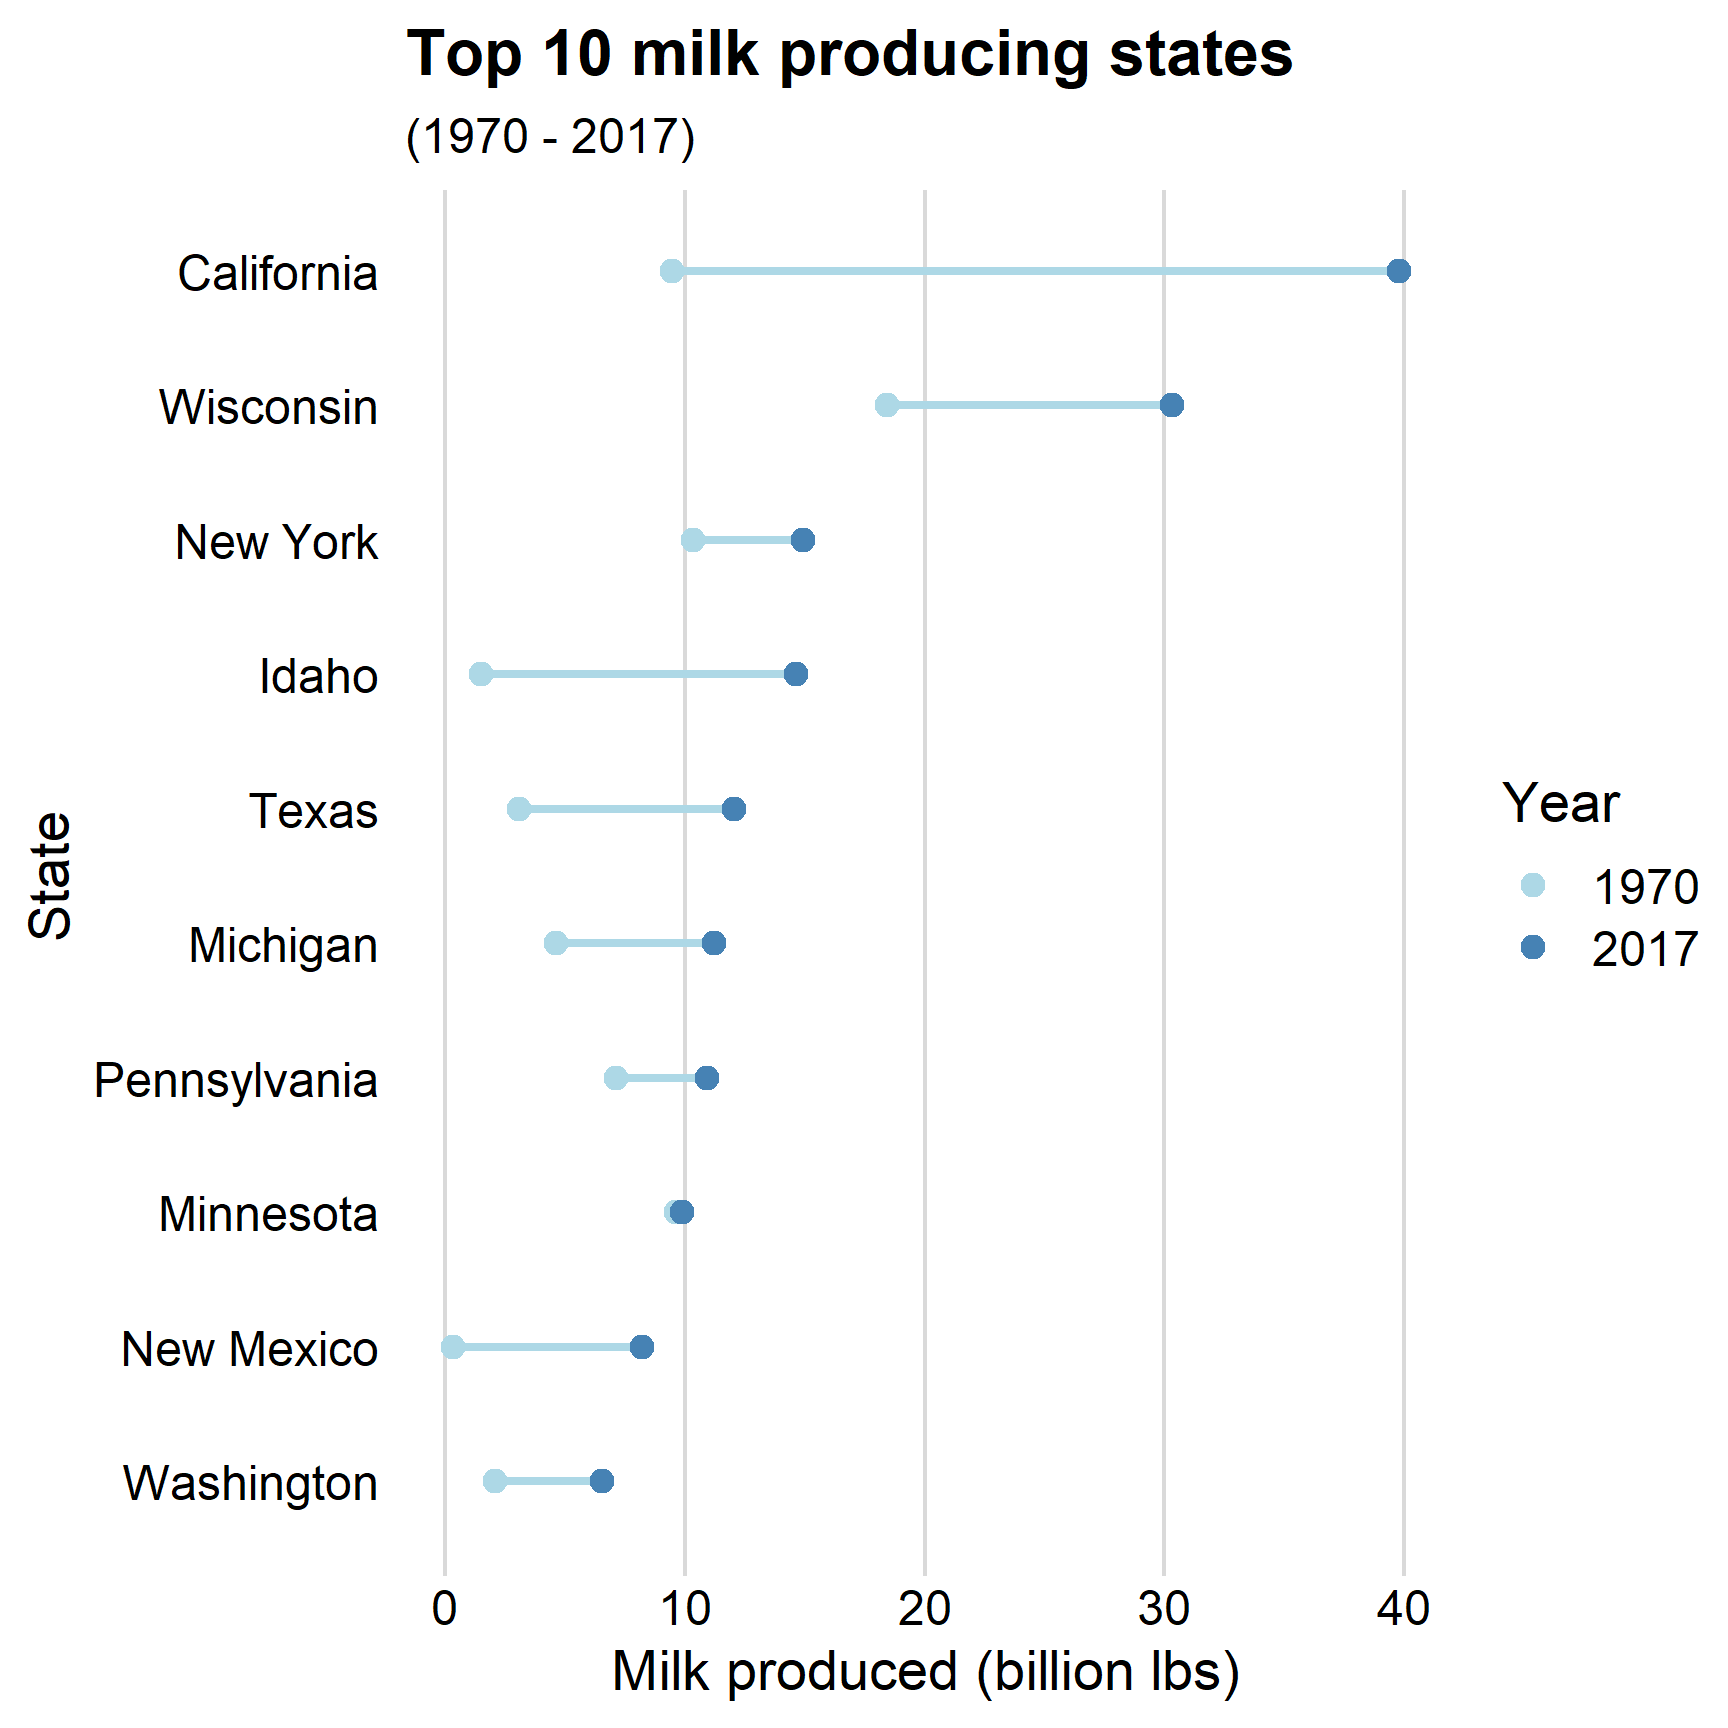 Top 10 milk producing states
(1970 - 2017)
California
Wisconsin
New York
Idaho
Texas
Michigan
Pennsylvania
Minnesota
New Mexico
Washington
State
0 10 20 30 40
Milk produced (billion lbs)
Year
1970
2017